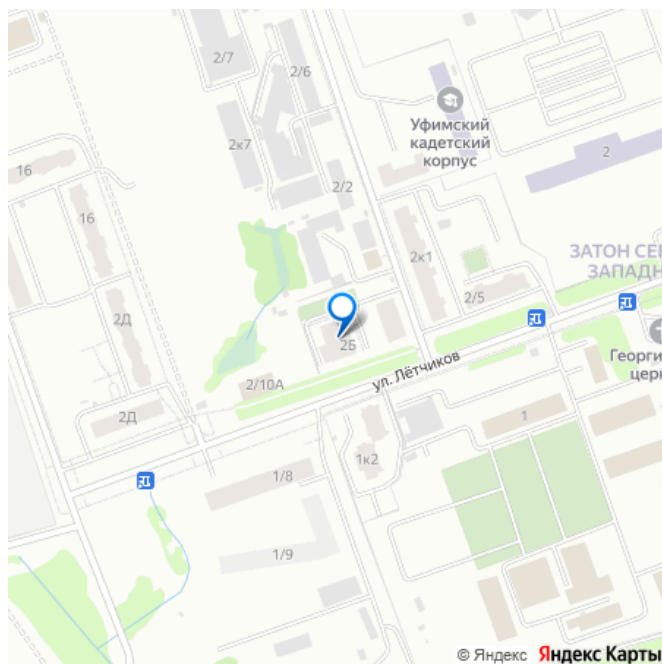 2/7
2/6
Уфимский
кадетский
корпус
2к7
2
2/2
16
16
2к1
ЗАТОН СЕВ
ЗАПАДН
2/5
2Д
2Б
ул. Лётчиков
Георги
церк
2/10А
2Д
1
1к2
1/8
1/9
© Яндекс Яндекс Карты